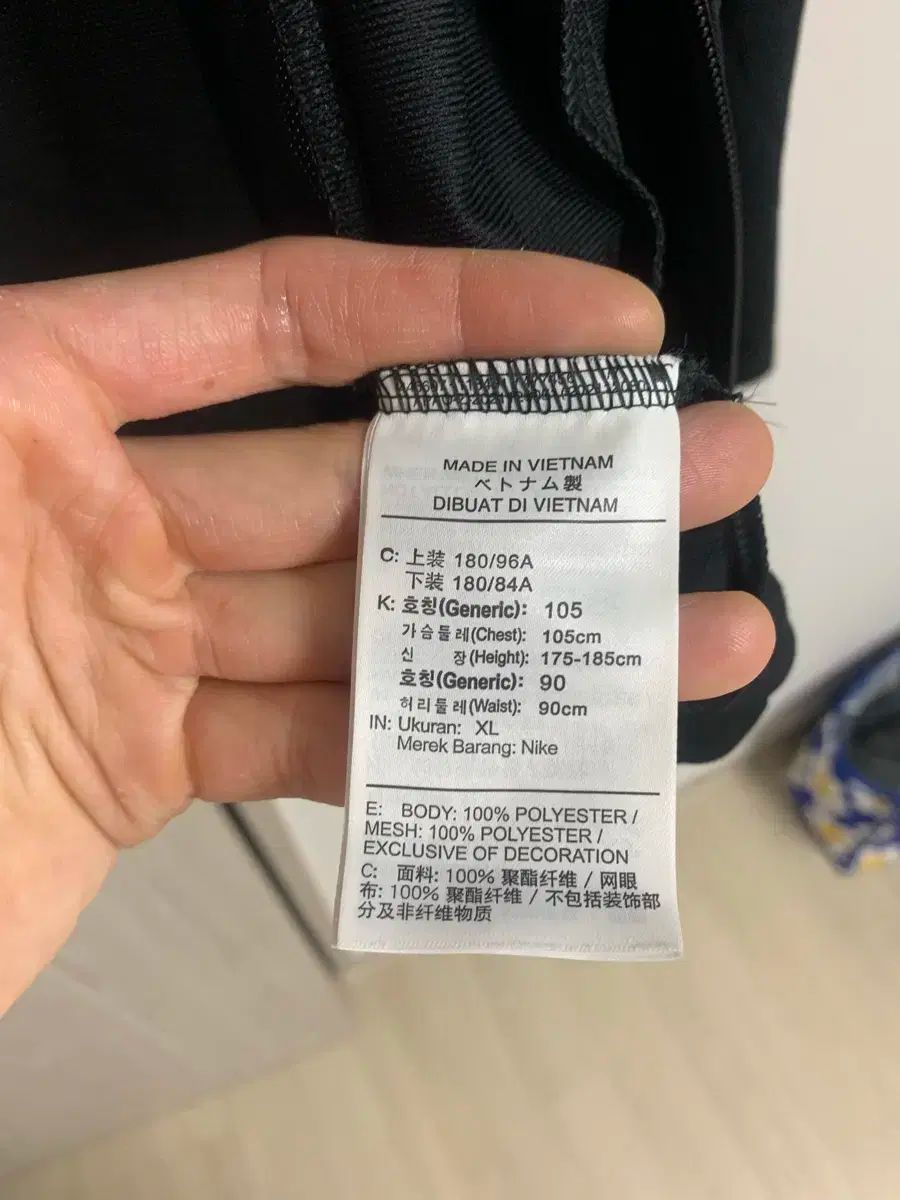 MADE IN VIETNAM
ベトナム製
DIBUAT DI VIETNAM
C: 上装 180/96A
下装 180/84A
K: 호칭(Generic): 105
가슴둘레(Chest): 105cm
신 장(Height): 175-185cm
호칭(Generic): 90
허리둘레(Waist): 90cm
IN: Ukuran: XL
Merek Barang: Nike
E: BODY: 100% POLYESTER /
MESH: 100% POLYESTER /
EXCLUSIVE OF DECORATION
C: 面料: 100% 聚酯纤维 / 网眼
布: 100% 聚酯纤维 / 不包括装饰部
分及非纤维物质